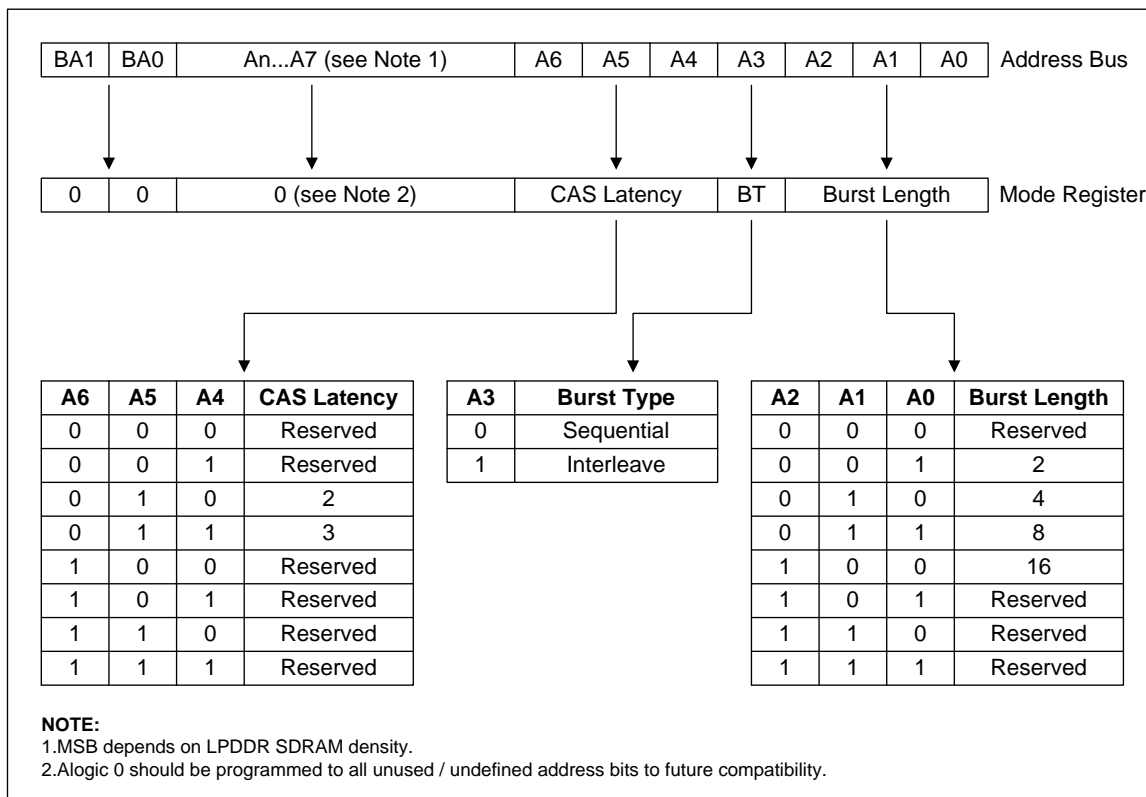 BA1 BA0 An...A7 (see Note 1) A6 A5 A4 A3 A2 A1 A0 Address Bus
0 0 0 (see Note 2) CAS Latency BT Burst Length Mode Register
A6 A5 A4 CAS Latency
0 0 0 Reserved
0 0 1 Reserved
0 1 0 2
0 1 1 3
1 0 0 Reserved
1 0 1 Reserved
1 1 0 Reserved
1 1 1 Reserved
A3 Burst Type
0 Sequential
1 Interleave
A2 A1 A0 Burst Length
0 0 0 Reserved
0 0 1 2
0 1 0 4
0 1 1 8
1 0 0 16
1 0 1 Reserved
1 1 0 Reserved
1 1 1 Reserved
NOTE:
1.MSB depends on LPDDR SDRAM density.
2.Alogic 0 should be programmed to all unused / undefined address bits to future compatibility.